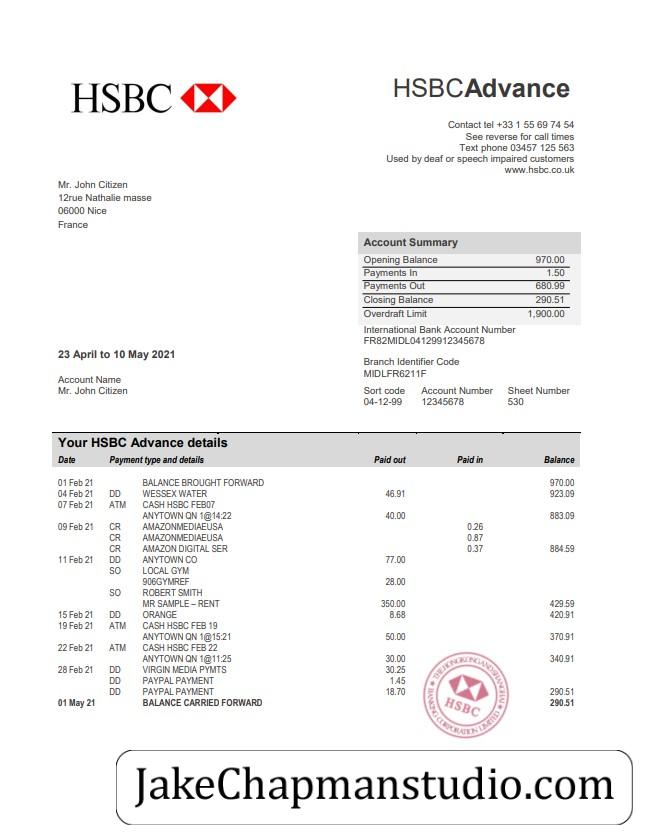 HSBC
HSBCAdvance
Contact tel +33 1 55 69 74 54
See reverse for call times
Text phone 03457 125 563
Used by deaf or speech impaired customers
www.hsbc.co.uk
Mr. John Citizen
12rue Nathalie masse
06000 Nice
France
Account Summary
Opening Balance 970.00
Payments In 1.50
Payments Out 680.99
Closing Balance 290.51
Overdraft Limit 1,900.00
International Bank Account Number
FR82MIDL04129912345678
23 April to 10 May 2021
Branch Identifier Code
MIDLFR6211F
Account Name
Mr. John Citizen
Sort code Account Number Sheet Number
04-12-99 12345678 530
Your HSBC Advance details
Date Payment type and details Paid out Paid in Balance
01 Feb 21 BALANCE BROUGHT FORWARD 970.00
04 Feb 21 DD WESSEX WATER 46.91 923.09
07 Feb 21 ATM CASH HSBC FEB07
ANYTOWN QN 1@14:22 40.00 883.09
09 Feb 21 CR AMAZONMEDIAEUSA 0.26
CR AMAZONMEDIAEUSA 0.87
CR AMAZON DIGITAL SER 0.37 884.59
11 Feb 21 DD ANYTOWN CO 77.00
SO LOCAL GYM
906GYMREF 28.00
SO ROBERT SMITH
MR SAMPLE – RENT 350.00 429.59
15 Feb 21 DD ORANGE 8.68 420.91
19 Feb 21 ATM CASH HSBC FEB 19
ANYTOWN QN 1@15:21 50.00 370.91
22 Feb 21 ATM CASH HSBC FEB 22
ANYTOWN QN 1@11:25 30.00 340.91
28 Feb 21 DD VIRGIN MEDIA PYMTS 30.25
DD PAYPAL PAYMENT 1.45
DD PAYPAL PAYMENT 18.70 290.51
01 May 21 BALANCE CARRIED FORWARD 290.51
THE HONGKONG AND SHANGHAI
BANKING CORPORATION LIMITED
HSBC
JakeChapmanstudio.com